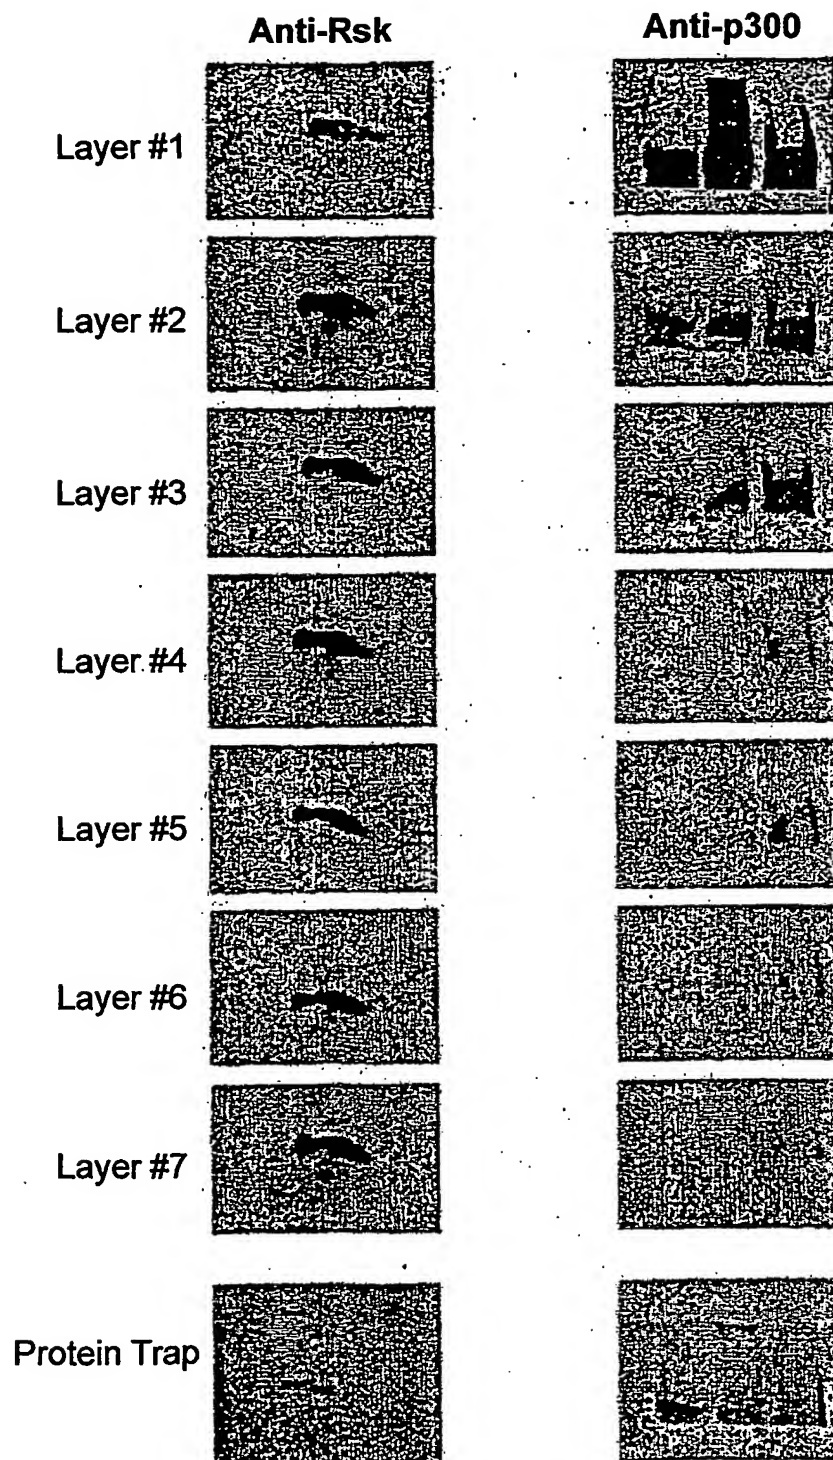 Anti-Rsk
Anti-p300
Layer #1
Layer #2
Layer #3
Layer #4
Layer #5
Layer #6
Layer #7
Protein Trap